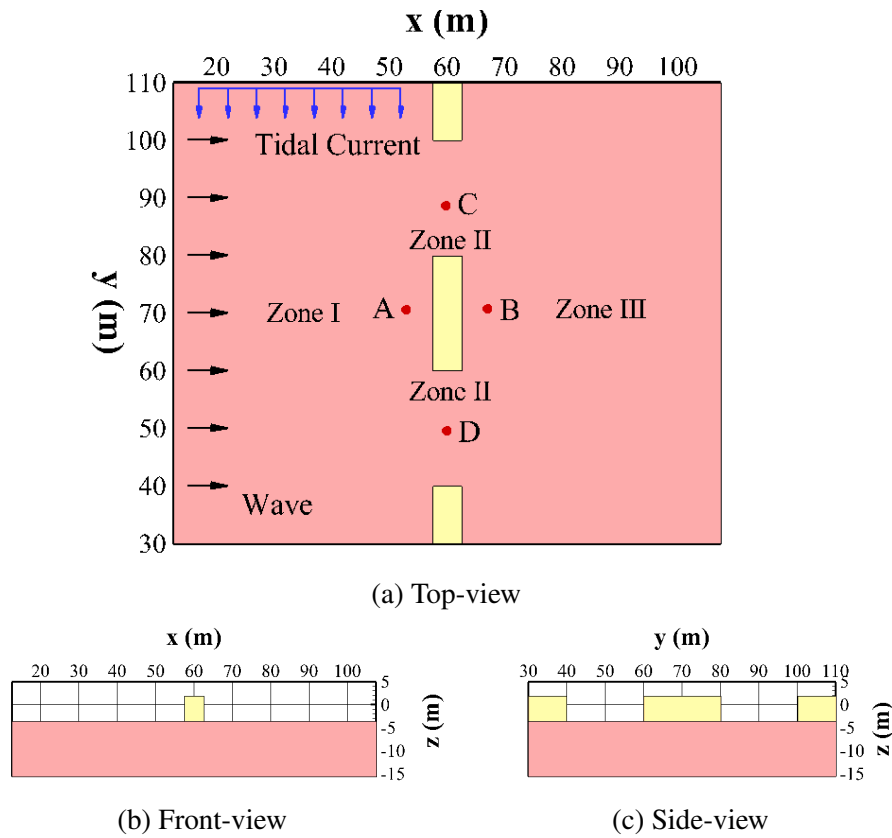 x (m)
20 30 40 50 60 70 80 90 100
110
100
90
80
70
60
50
40
30
y (m)
Tidal Current
C
Zone II
Zone I
A
B
Zone III
Zone II
D
Wave
(a) Top-view
x (m)
20 30 40 50 60 70 80 90 100
5
0
-5
-10
-15
z (m)
y (m)
30 40 50 60 70 80 90 100 110
5
0
-5
-10
-15
z (m)
(b) Front-view
(c) Side-view